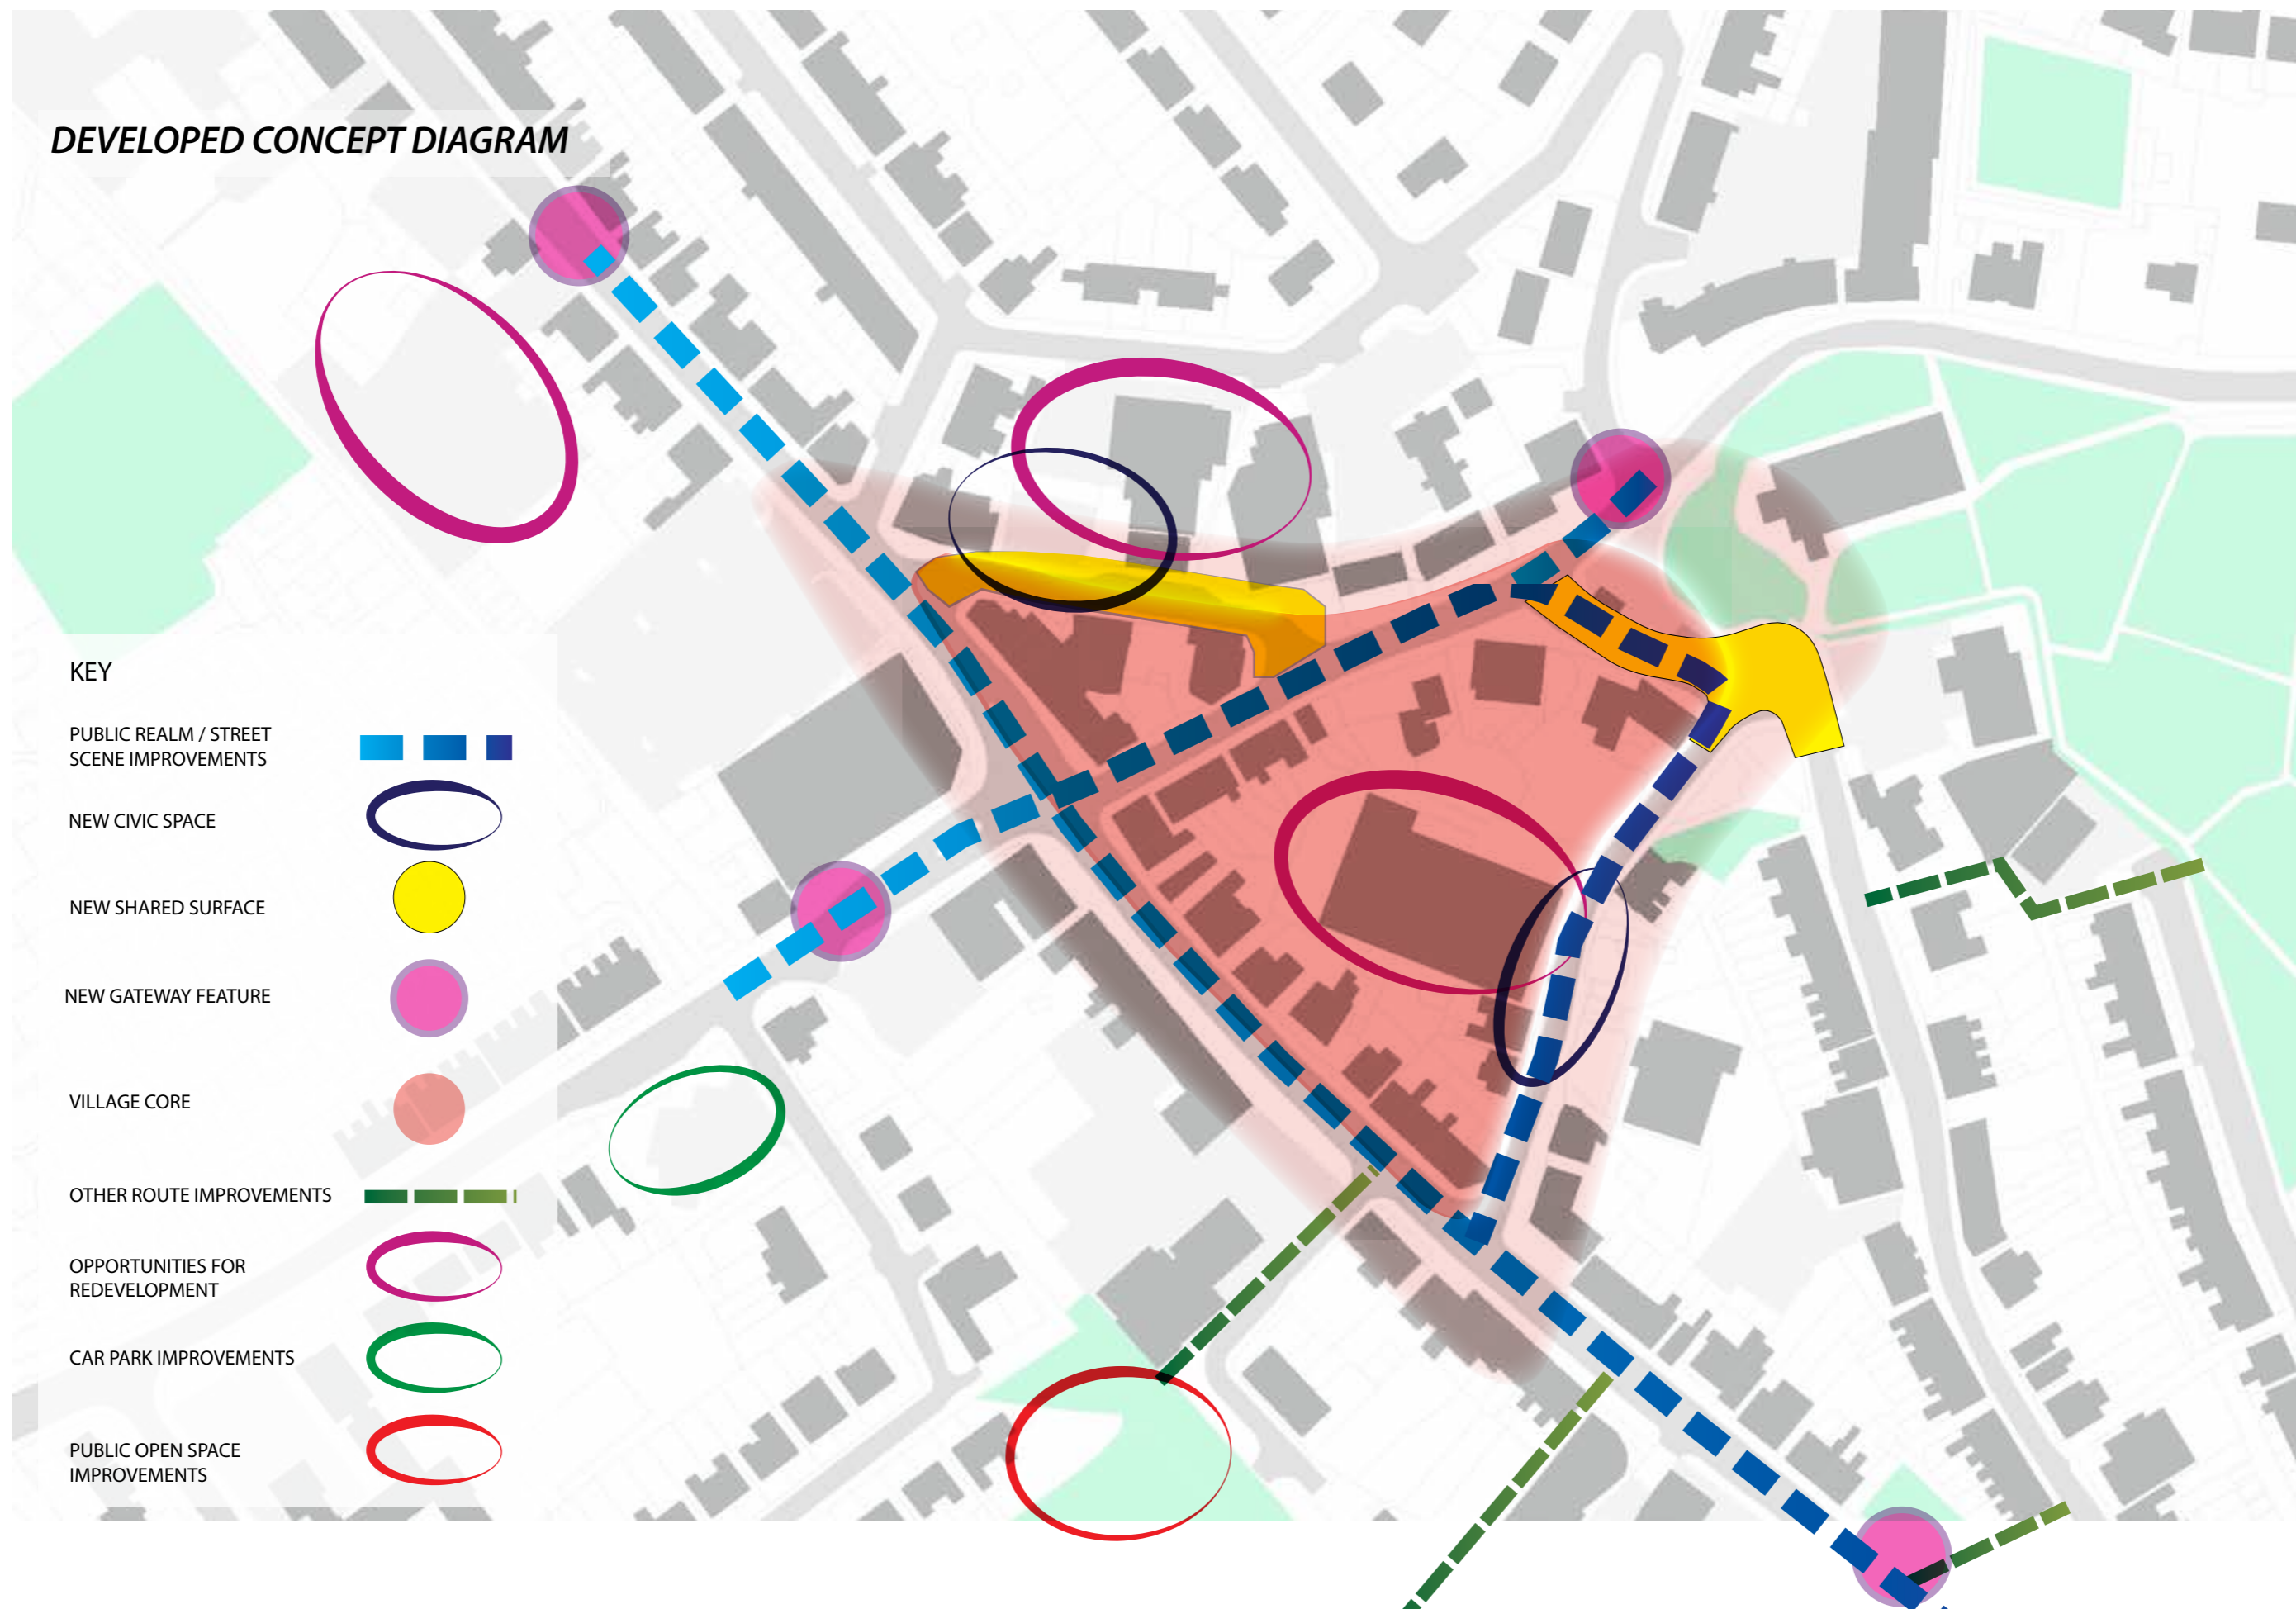 DEVELOPED CONCEPT DIAGRAM
KEY
PUBLIC REALM / STREET
SCENE IMPROVEMENTS
NEW CIVIC SPACE
NEW SHARED SURFACE
NEW GATEWAY FEATURE
VILLAGE CORE
OTHER ROUTE IMPROVEMENTS
OPPORTUNITIES FOR
REDEVELOPMENT
CAR PARK IMPROVEMENTS
PUBLIC OPEN SPACE
IMPROVEMENTS